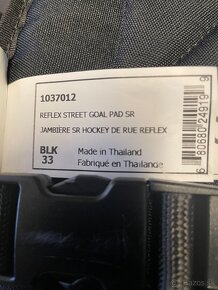 1037012
REFLEX STREET GOAL PAD SR
JAMBIÈRE SR HOCKEY DE RUE REFLEX
BLK
33
Made in Thailand
Fabriqué en Thaïlande
6 80680 24919 9